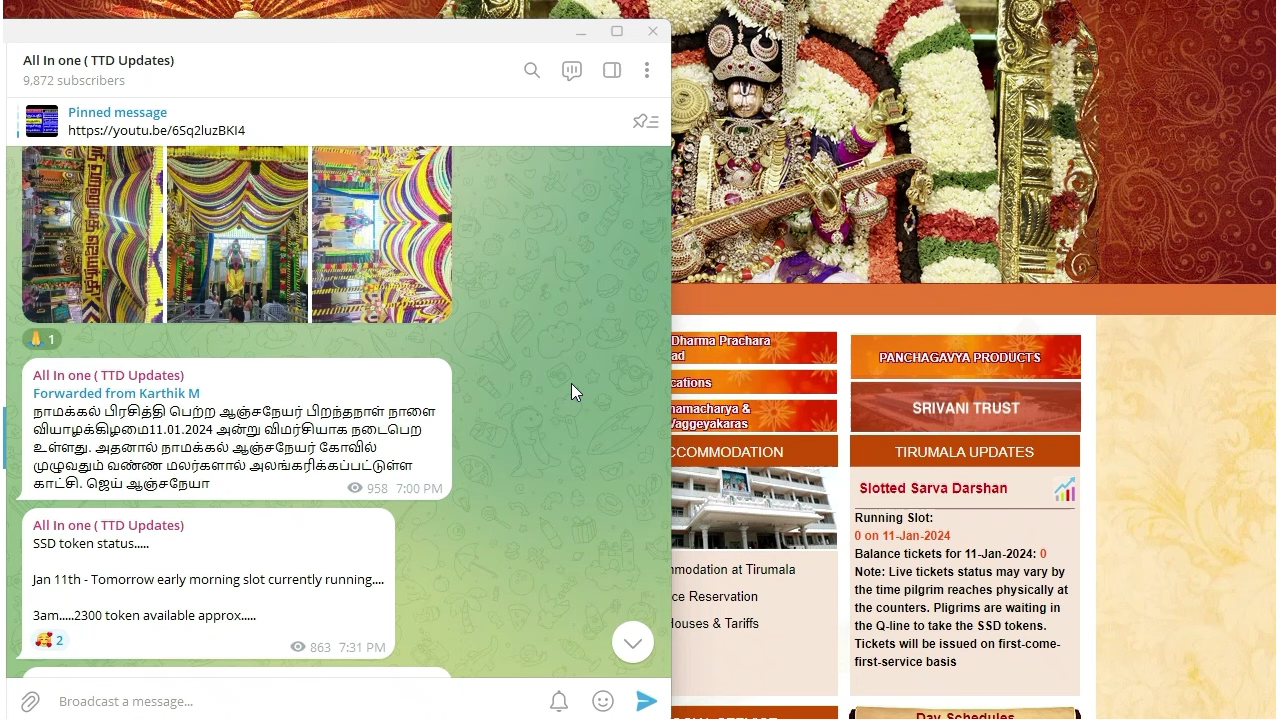 All In one ( TTD Updates)
9,872 subscribers
Pinned message
https://youtu.be/6Sq2luzBKI4
1
All In one ( TTD Updates)
Forwarded from Karthik M
நாமக்கல் பிரசித்தி பெற்ற ஆஞ்சநேயர் பிறந்தநாள் நாளை
வியாழக்கிழமை11.01.2024 அன்று விமர்சியாக நடைபெற
உள்ளது. அதனால் நாமக்கல் ஆஞ்சநேயர் கோவில்
முழுவதும் வண்ண மலர்களால் அலங்கரிக்கப்பட்டுள்ள
காட்சி. ஜெய் ஆஞ்சநேயா
958 7:00 PM
All In one ( TTD Updates)
SSD token status.....
Jan 11th - Tomorrow early morning slot currently running....
3am.....2300 token available approx.....
2
863 7:31 PM
Broadcast a message...
Dharma Prachara
ad
cations
namacharya &
Vaggeyakaras
CCOMMODATION
mmodation at Tirumala
ce Reservation
Houses & Tariffs
PANCHAGAVYA PRODUCTS
SRIVANI TRUST
TIRUMALA UPDATES
Slotted Sarva Darshan
Running Slot:
0 on 11-Jan-2024
Balance tickets for 11-Jan-2024: 0
Note: Live tickets status may vary by
the time pilgrim reaches physically at
the counters. Pligrims are waiting in
the Q-line to take the SSD tokens.
Tickets will be issued on first-come-
first-service basis
Day Schedules